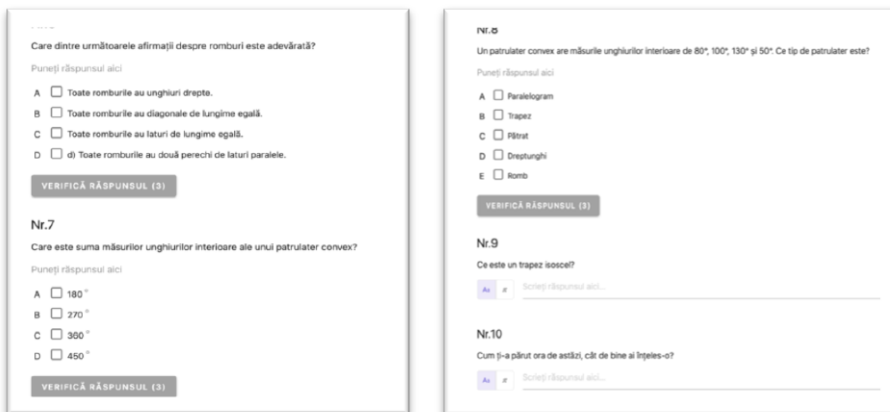 Care dintre următoarele afirmații despre romburi este adevărată?
Puneți răspunsul aici
A Toate romburile au unghiuri drepte.
B Toate romburile au diagonale de lungime egală.
C Toate romburile au laturi de lungime egală.
D d) Toate romburile au două perechi de laturi paralele.
VERIFICĂ RĂSPUNSUL (3)
Nr.7
Care este suma măsurilor unghiurilor interioare ale unui patrulater convex?
Puneți răspunsul aici
A 180°
B 270°
C 360°
D 450°
VERIFICĂ RĂSPUNSUL (3)
Nr.8
Un patrulater convex are măsurile unghiurilor interioare de 80°, 100°, 130° și 50°. Ce tip de patrulater este?
Puneți răspunsul aici
A Paralelogram
B Trapez
C Pătrat
D Dreptunghi
E Romb
VERIFICĂ RĂSPUNSUL (3)
Nr.9
Ce este un trapez isoscel?
Scrieți răspunsul aici...
Nr.10
Cum ți-a părut ora de astăzi, cât de bine ai înțeles-o?
Scrieți răspunsul aici...